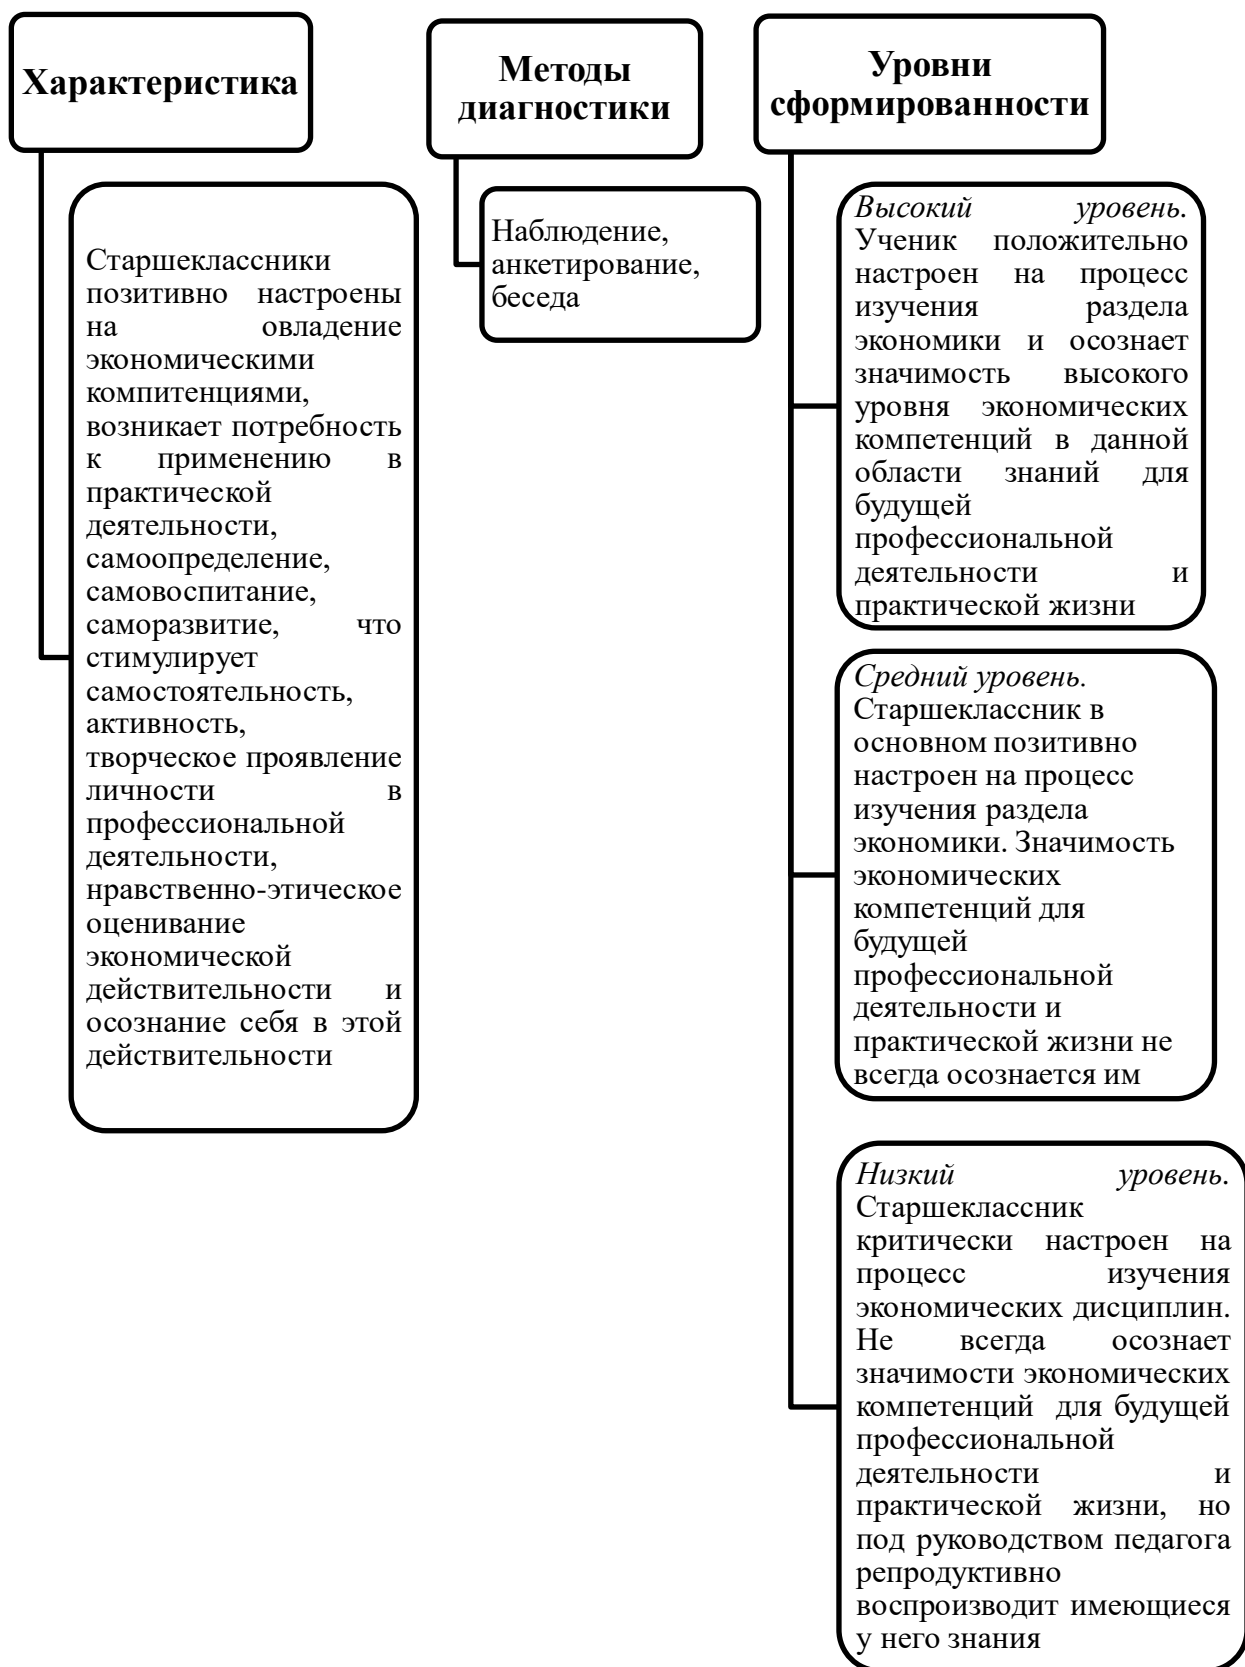 Характеристика
Старшеклассники
позитивно настроены
на овладение
экономическими
компитенциями,
возникает потребность
к применению в
практической
деятельности,
самоопределение,
самовоспитание,
саморазвитие, что
стимулирует
самостоятельность,
активность,
творческое проявление
личности в
профессиональной
деятельности,
нравственно-этическое
оценивание
экономической
действительности и
осознание себя в этой
действительности
Методы
диагностики
Наблюдение,
анкетирование,
беседа
Уровни
сформированности
Высокий уровень.
Ученик положительно
настроен на процесс
изучения раздела
экономики и осознает
значимость высокого
уровня экономических
компетенций в данной
области знаний для
будущей
профессиональной
деятельности и
практической жизни
Средний уровень.
Старшеклассник в
основном позитивно
настроен на процесс
изучения раздела
экономики. Значимость
экономических
компетенций для
будущей
профессиональной
деятельности и
практической жизни не
всегда осознается им
Низкий уровень.
Старшеклассник
критически настроен на
процесс изучения
экономических дисциплин.
Не всегда осознает
значимости экономических
компетенций для будущей
профессиональной
деятельности и
практической жизни, но
под руководством педагога
репродуктивно
воспроизводит имеющиеся
у него знания